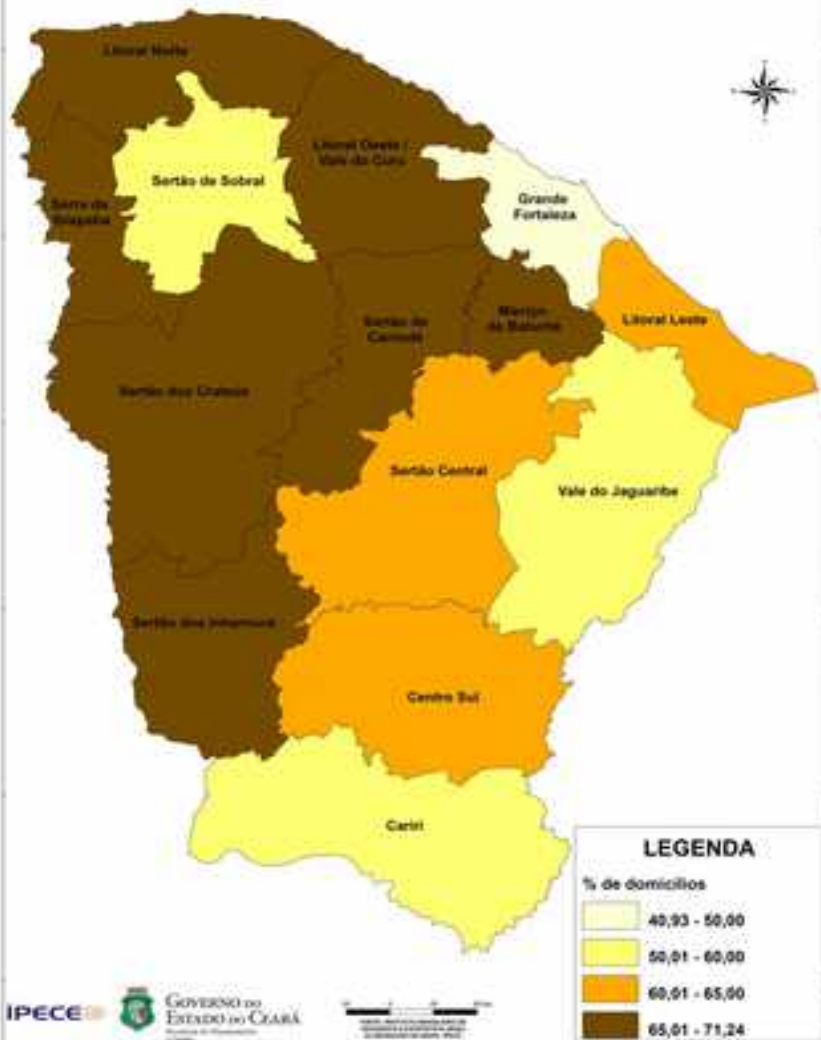 Litoral Norte
Litoral Oeste /
Vale do Curu
Sertão de Sobral
Serra da
Ibiapaba
Grande
Fortaleza
Sertão de
Canindé
Maciço
de Baturité
Litoral Leste
Sertão dos Crateús
Sertão Central
Vale do Jaguaribe
Sertão dos Inhamuns
Centro Sul
Cariri
LEGENDA
% de domicílios
40,93 - 50,00
50,01 - 60,00
60,01 - 65,00
65,01 - 71,24
IPECE
GOVERNO DO
ESTADO DO CEARÁ